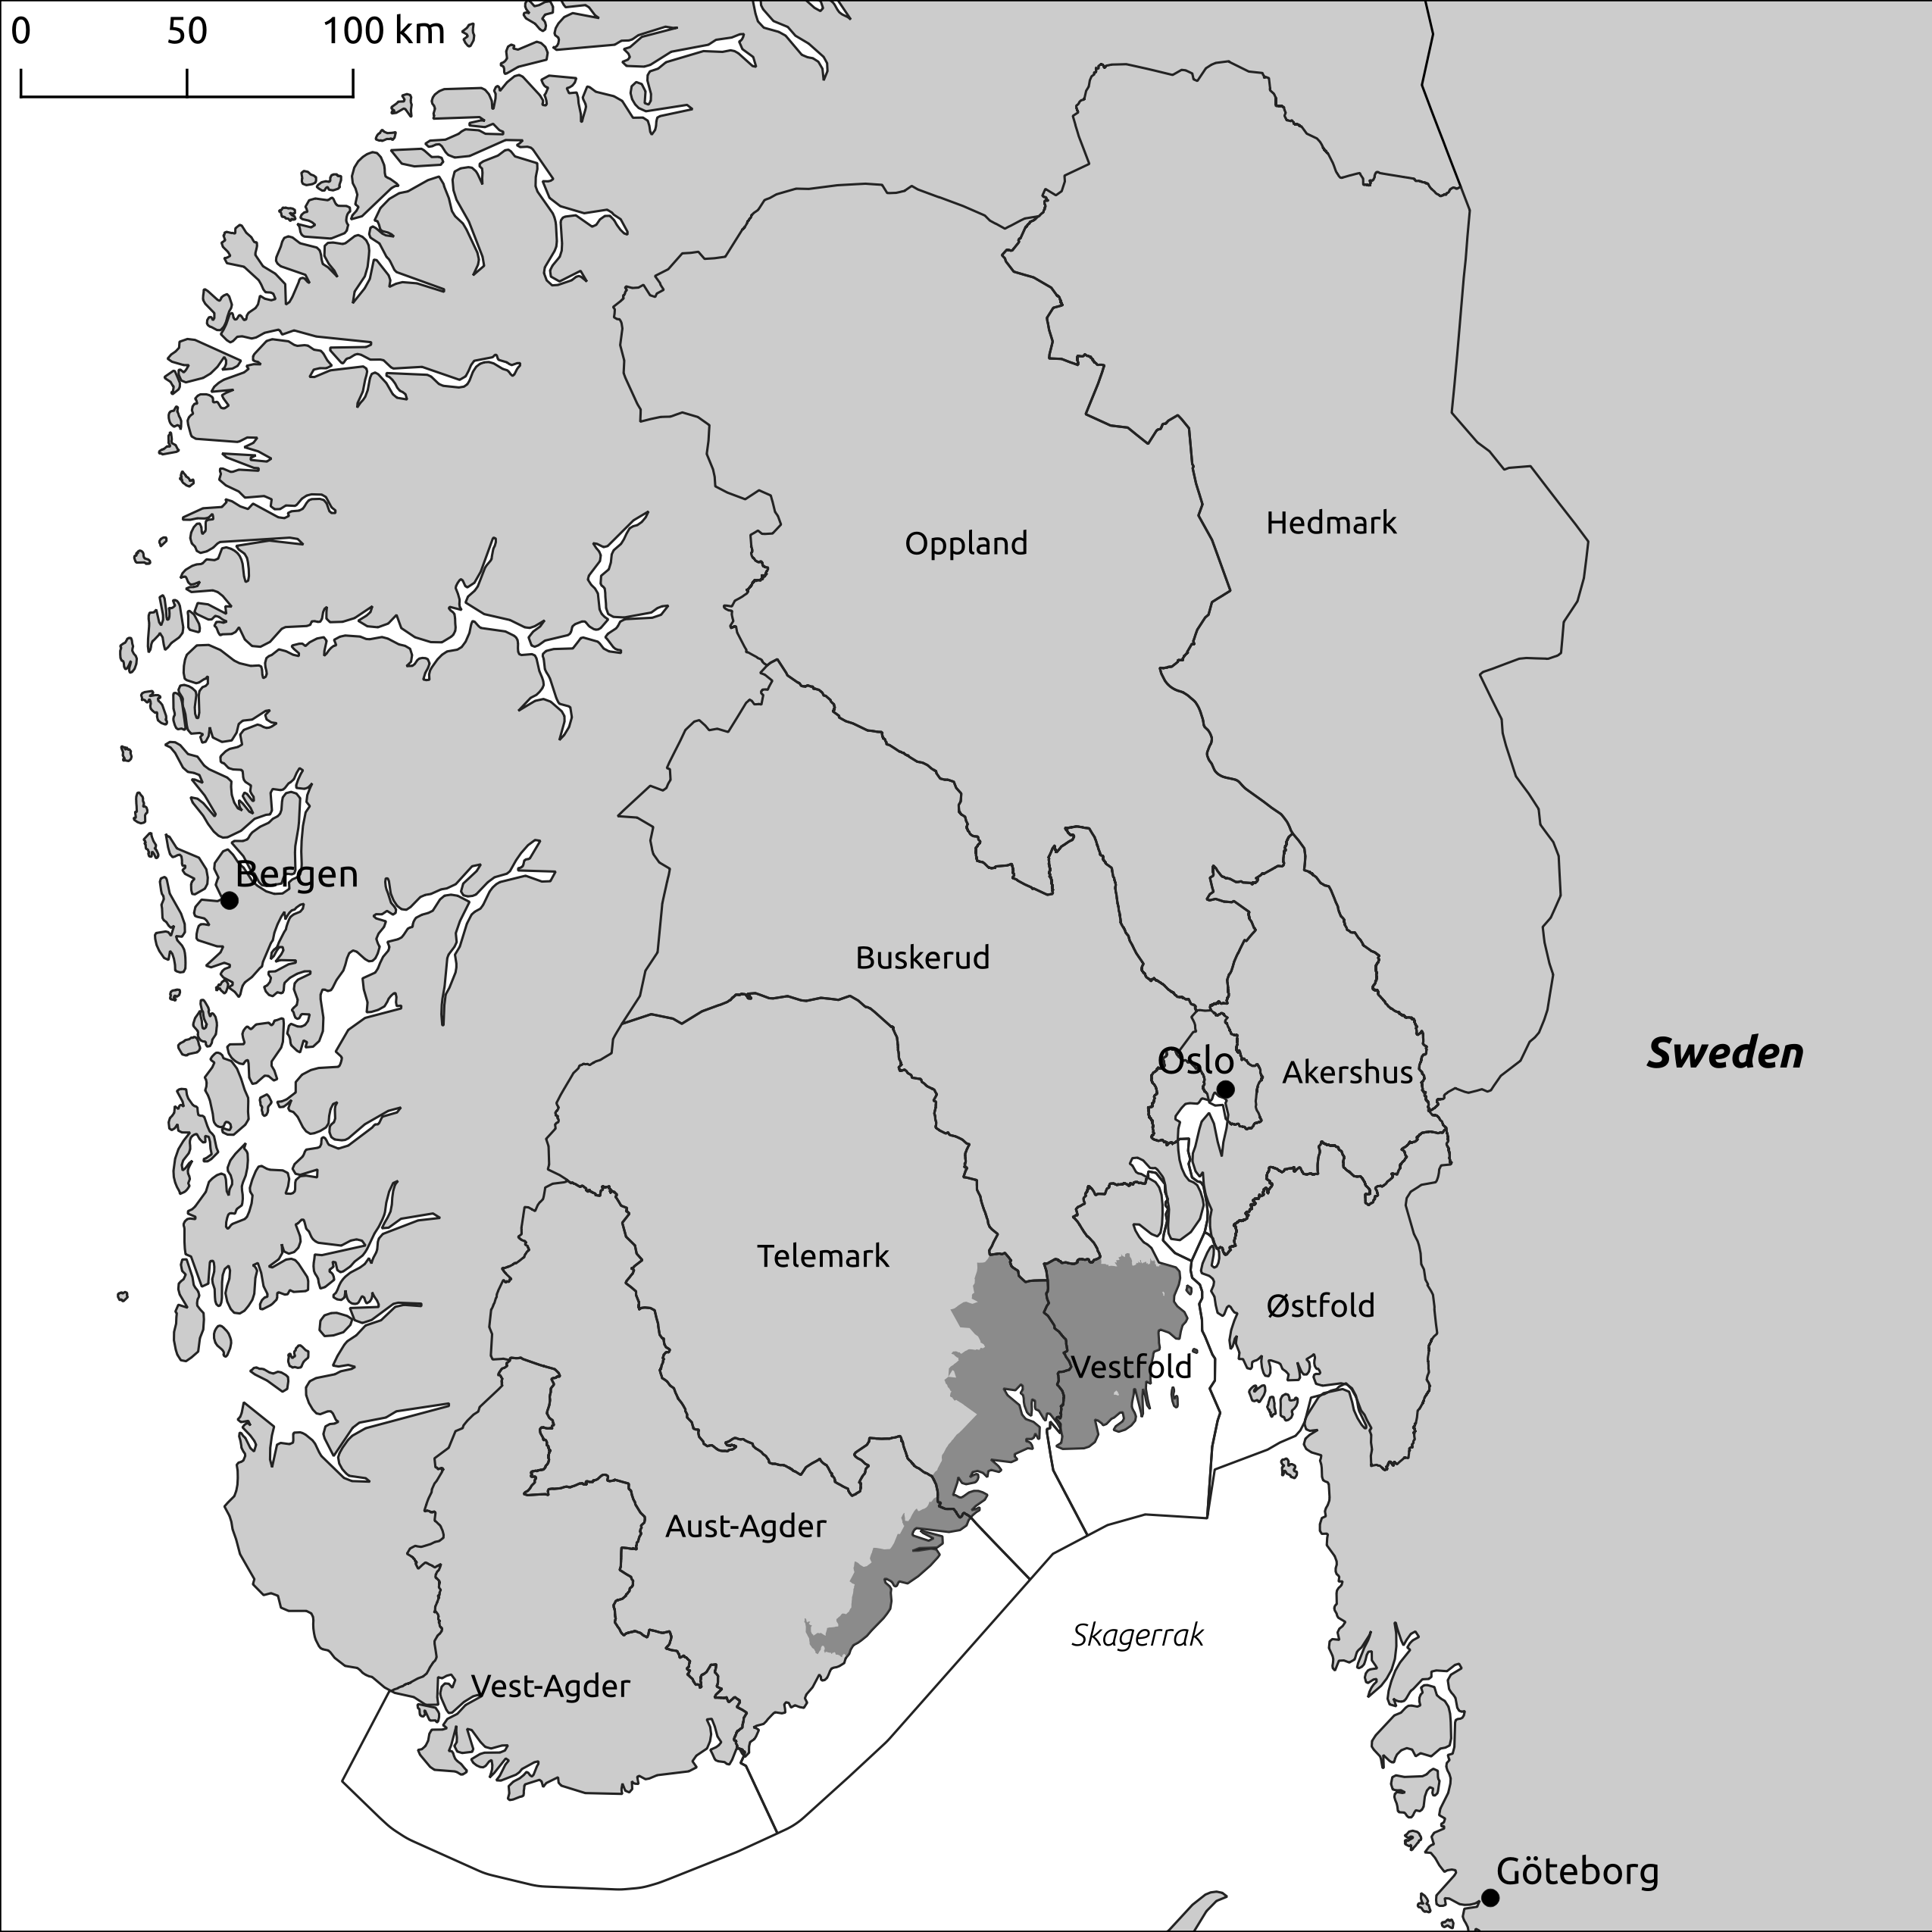 0 50 100 km
Hedmark
Oppland
Bergen
Buskerud
Sweden
Oslo
Akershus
Telemark
Østfold
Vestfold
Aust-Agder
Skagerrak
Vest-Agder
Göteborg